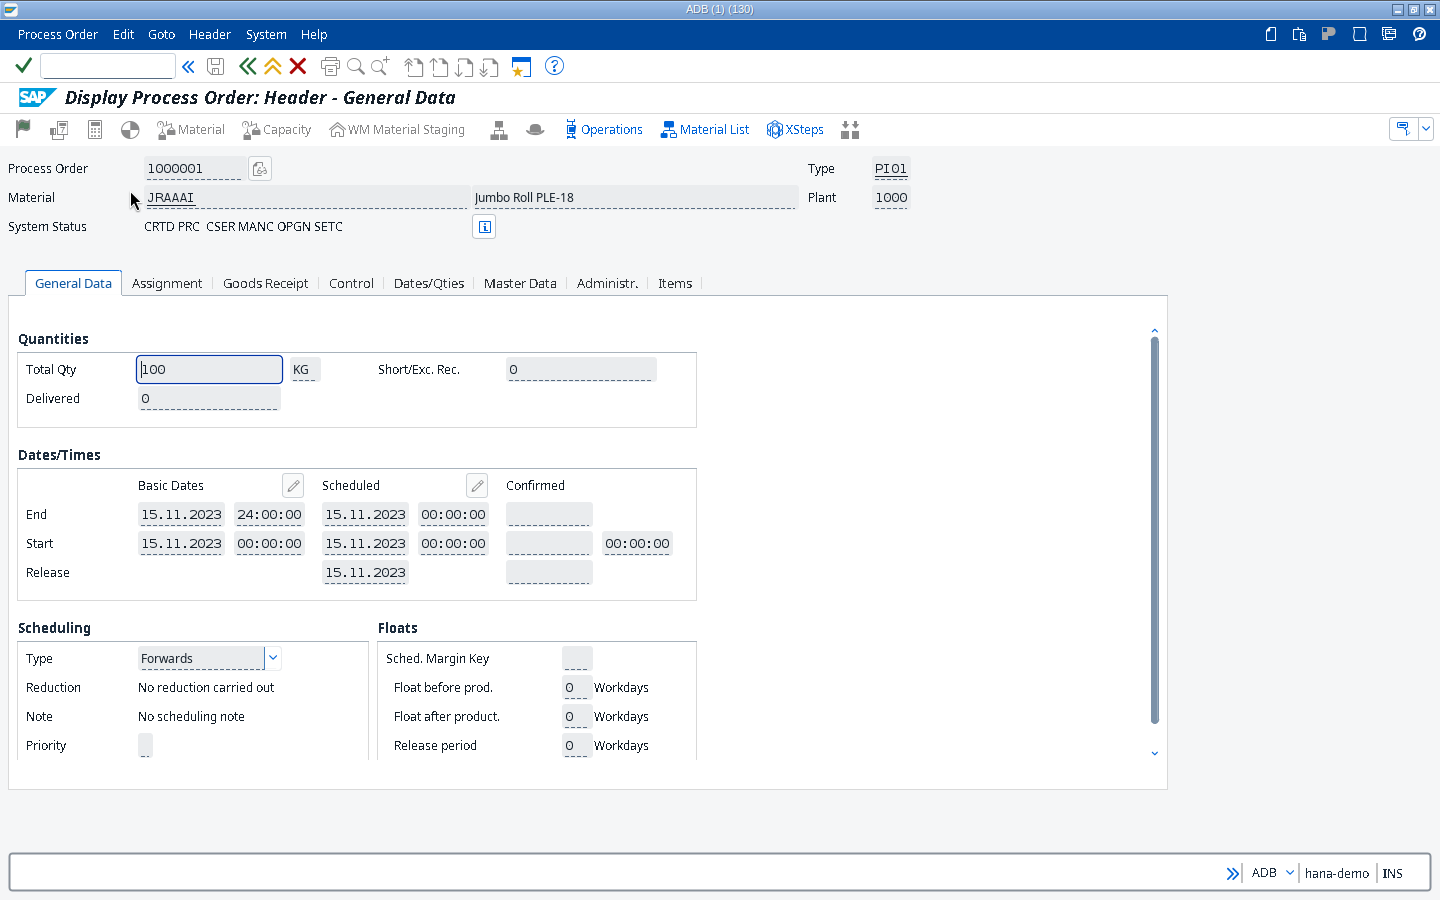 ADB (1) (130)
Process Order Edit Goto Header System Help
SAP Display Process Order: Header - General Data
Material Capacity WM Material Staging Operations Material List XSteps
Process Order 1000001 Type PI01
Material JRAAAI Jumbo Roll PLE-18 Plant 1000
System Status CRTD PRC CSER MANC OPGN SETC
General Data Assignment Goods Receipt Control Dates/Qties Master Data Administr. Items
Quantities
Total Qty 100 KG Short/Exc. Rec. 0
Delivered 0
Dates/Times
Basic Dates Scheduled Confirmed
End 15.11.2023 24:00:00 15.11.2023 00:00:00
Start 15.11.2023 00:00:00 15.11.2023 00:00:00 00:00:00
Release 15.11.2023
Scheduling Floats
Type Forwards Sched. Margin Key
Reduction No reduction carried out Float before prod. 0 Workdays
Note No scheduling note Float after product. 0 Workdays
Priority Release period 0 Workdays
ADB hana-demo INS